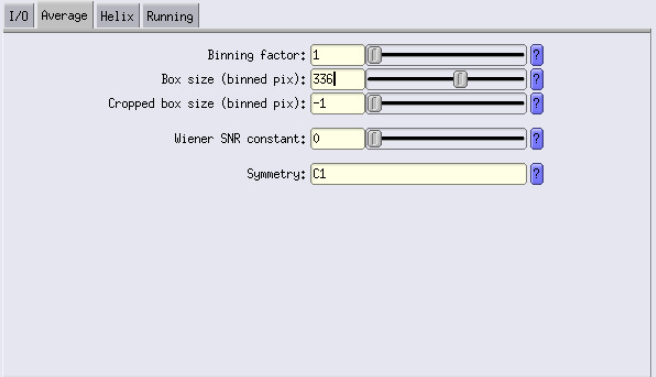 I/O Average Helix Running
Binning factor: 1 ?
Box size (binned pix): 336 ?
Cropped box size (binned pix): -1 ?
Wiener SNR constant: 0 ?
Symmetry: C1 ?